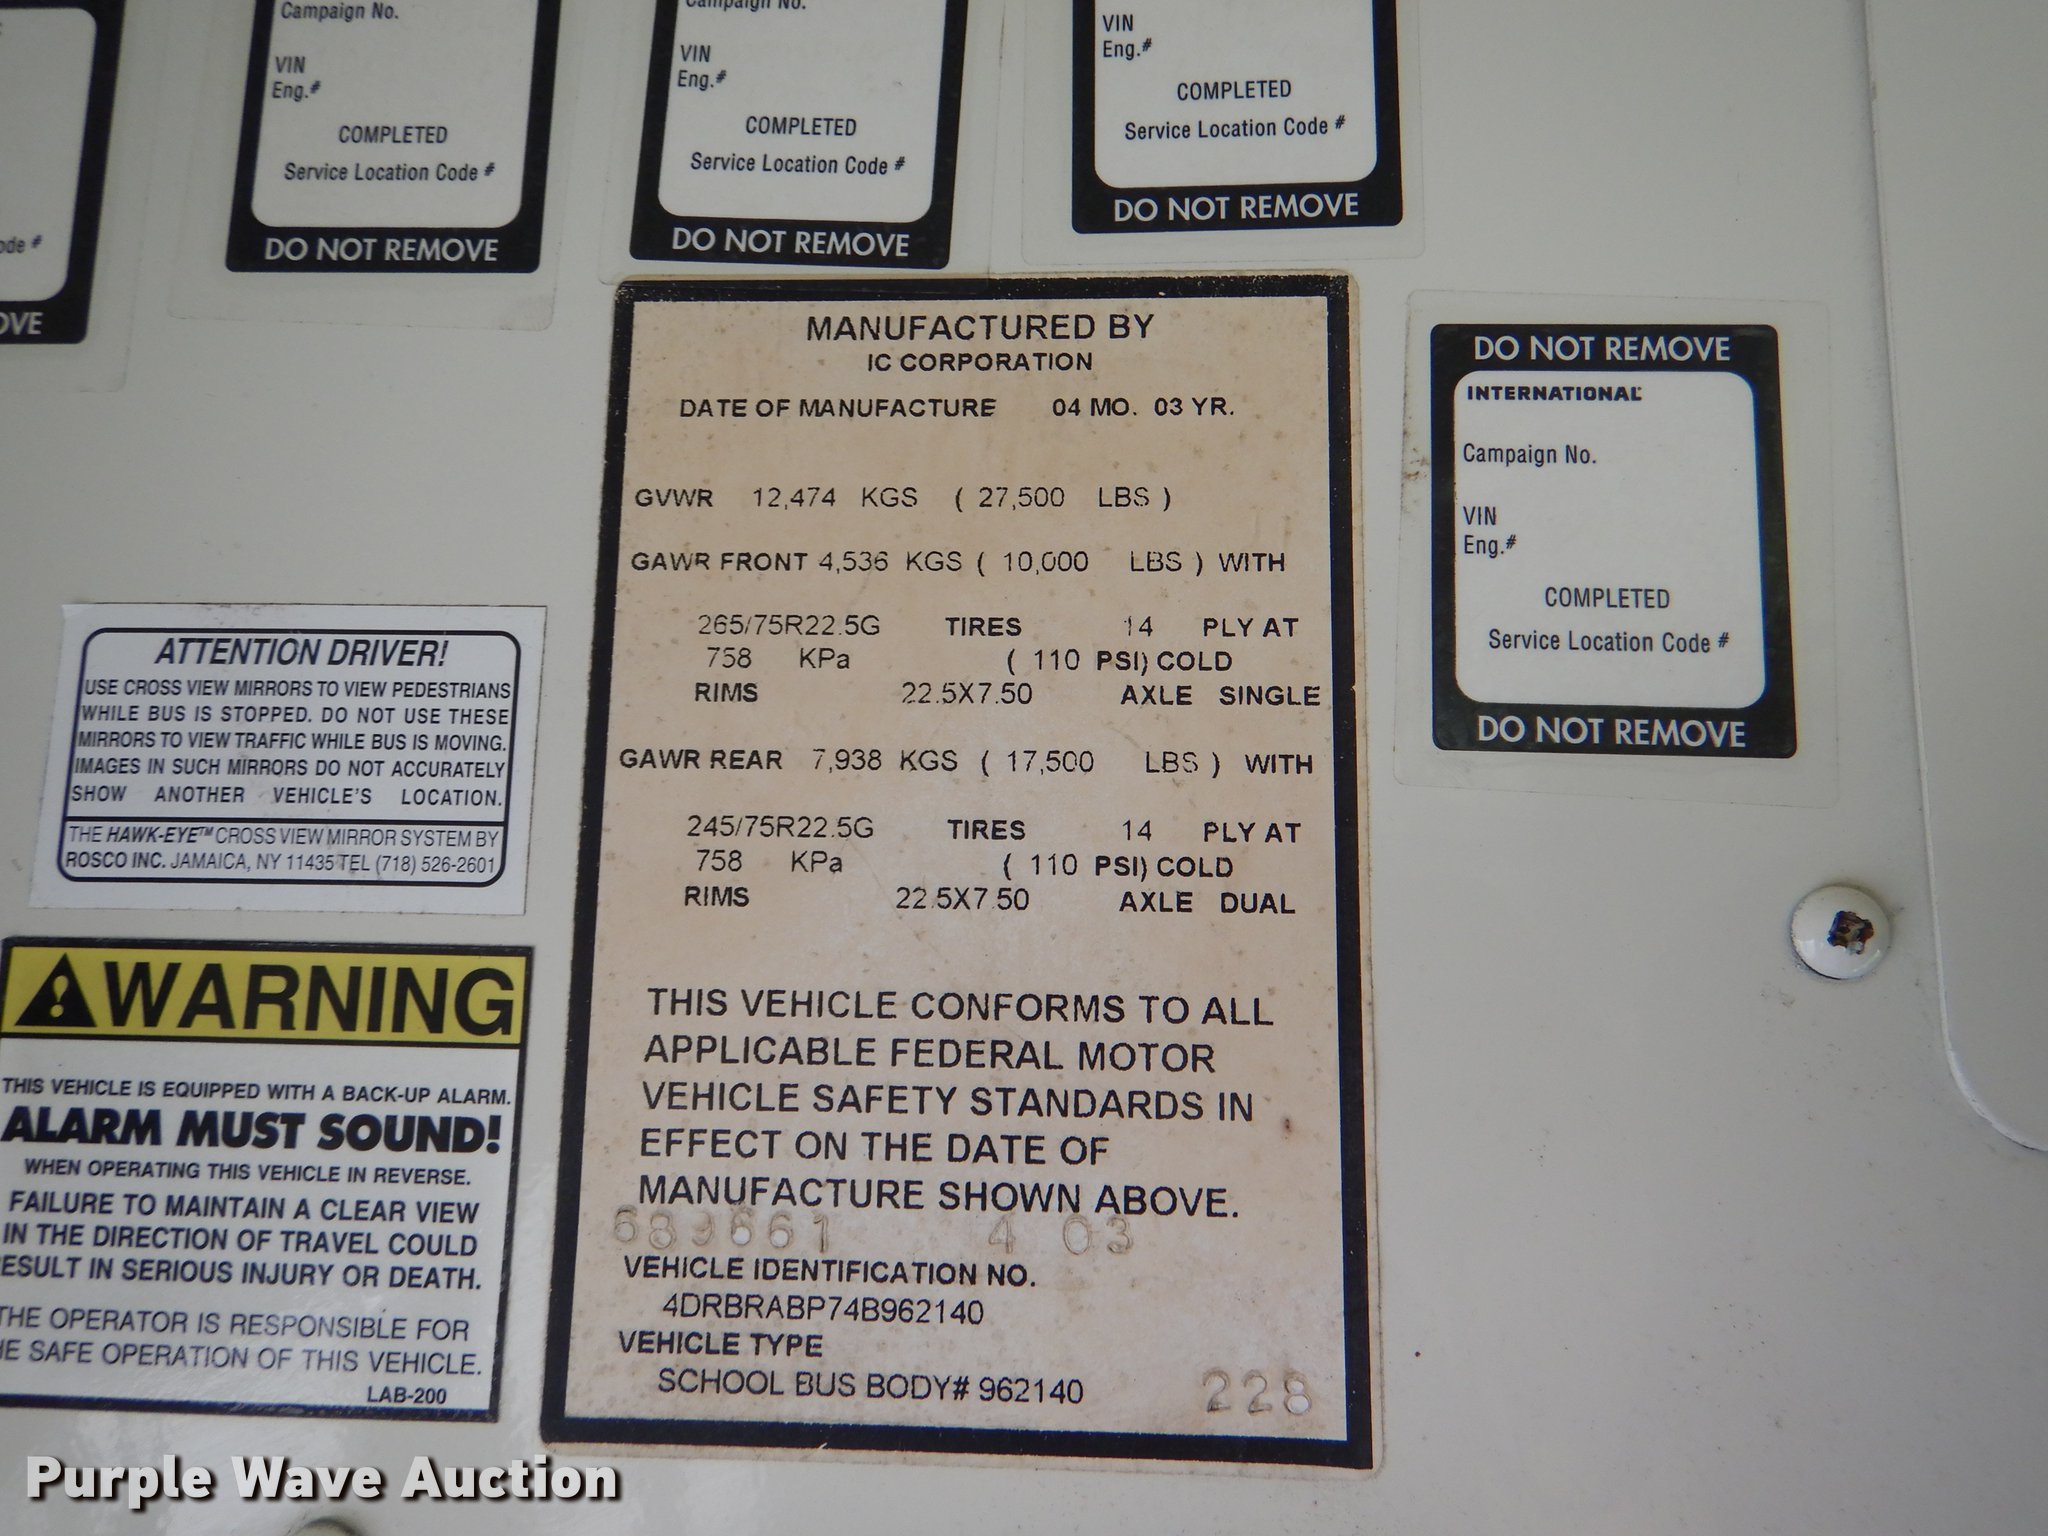 Campaign No.
VIN
Eng.#
COMPLETED
Service Location Code #
DO NOT REMOVE
Campaign No.
VIN
Eng.#
COMPLETED
Service Location Code #
DO NOT REMOVE
VIN
Eng.#
COMPLETED
Service Location Code #
DO NOT REMOVE
ode #
OVE
MANUFACTURED BY
IC CORPORATION
DATE OF MANUFACTURE 04 MO. 03 YR.
GVWR 12,474 KGS ( 27,500 LBS )
GAWR FRONT 4,536 KGS ( 10,000 LBS ) WITH
265/75R22.5G TIRES 14 PLY AT
758 KPa ( 110 PSI) COLD
RIMS 22.5X7.50 AXLE SINGLE
GAWR REAR 7,938 KGS ( 17,500 LBS ) WITH
245/75R22.5G TIRES 14 PLY AT
758 KPa ( 110 PSI) COLD
RIMS 22.5X7.50 AXLE DUAL
THIS VEHICLE CONFORMS TO ALL
APPLICABLE FEDERAL MOTOR
VEHICLE SAFETY STANDARDS IN
EFFECT ON THE DATE OF
MANUFACTURE SHOWN ABOVE.
689661 4 03
VEHICLE IDENTIFICATION NO.
4DRBRABP74B962140
VEHICLE TYPE
SCHOOL BUS BODY# 962140
228
DO NOT REMOVE
INTERNATIONAL
Campaign No.
VIN
Eng.#
COMPLETED
Service Location Code #
DO NOT REMOVE
ATTENTION DRIVER!
USE CROSS VIEW MIRRORS TO VIEW PEDESTRIANS
WHILE BUS IS STOPPED. DO NOT USE THESE
MIRRORS TO VIEW TRAFFIC WHILE BUS IS MOVING.
IMAGES IN SUCH MIRRORS DO NOT ACCURATELY
SHOW ANOTHER VEHICLE'S LOCATION.
THE HAWK-EYE™ CROSS VIEW MIRROR SYSTEM BY
ROSCO INC. JAMAICA, NY 11435 TEL (718) 526-2601
WARNING
THIS VEHICLE IS EQUIPPED WITH A BACK-UP ALARM.
ALARM MUST SOUND!
WHEN OPERATING THIS VEHICLE IN REVERSE.
FAILURE TO MAINTAIN A CLEAR VIEW
IN THE DIRECTION OF TRAVEL COULD
RESULT IN SERIOUS INJURY OR DEATH.
THE OPERATOR IS RESPONSIBLE FOR
HE SAFE OPERATION OF THIS VEHICLE.
LAB-200
Purple Wave Auction